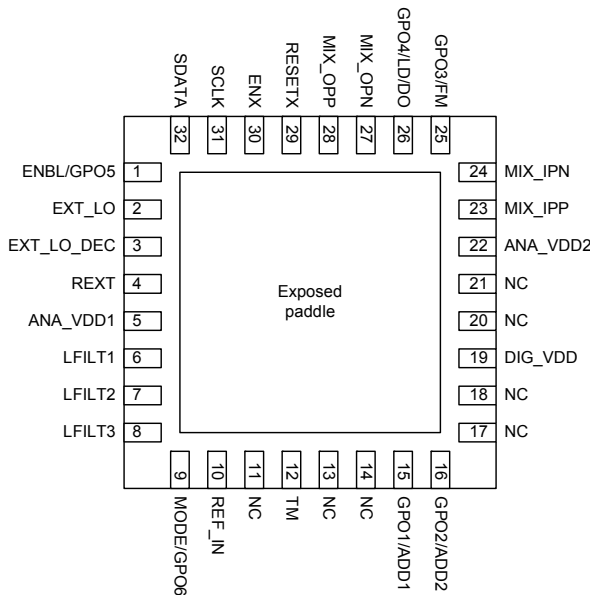 SDATA
SCLK
ENX
RESETX
MIX_OPP
MIX_OPN
GPO4/LD/DO
GPO3/FM
32
31
30
29
28
27
26
25
ENBL/GPO5 1
EXT_LO 2
EXT_LO_DEC 3
REXT 4
ANA_VDD1 5
LFILT1 6
LFILT2 7
LFILT3 8
Exposed
paddle
24 MIX_IPN
23 MIX_IPP
22 ANA_VDD2
21 NC
20 NC
19 DIG_VDD
18 NC
17 NC
9
10
11
12
13
14
15
16
MODE/GPO6
REF_IN
NC
TM
NC
NC
GPO1/ADD1
GPO2/ADD2